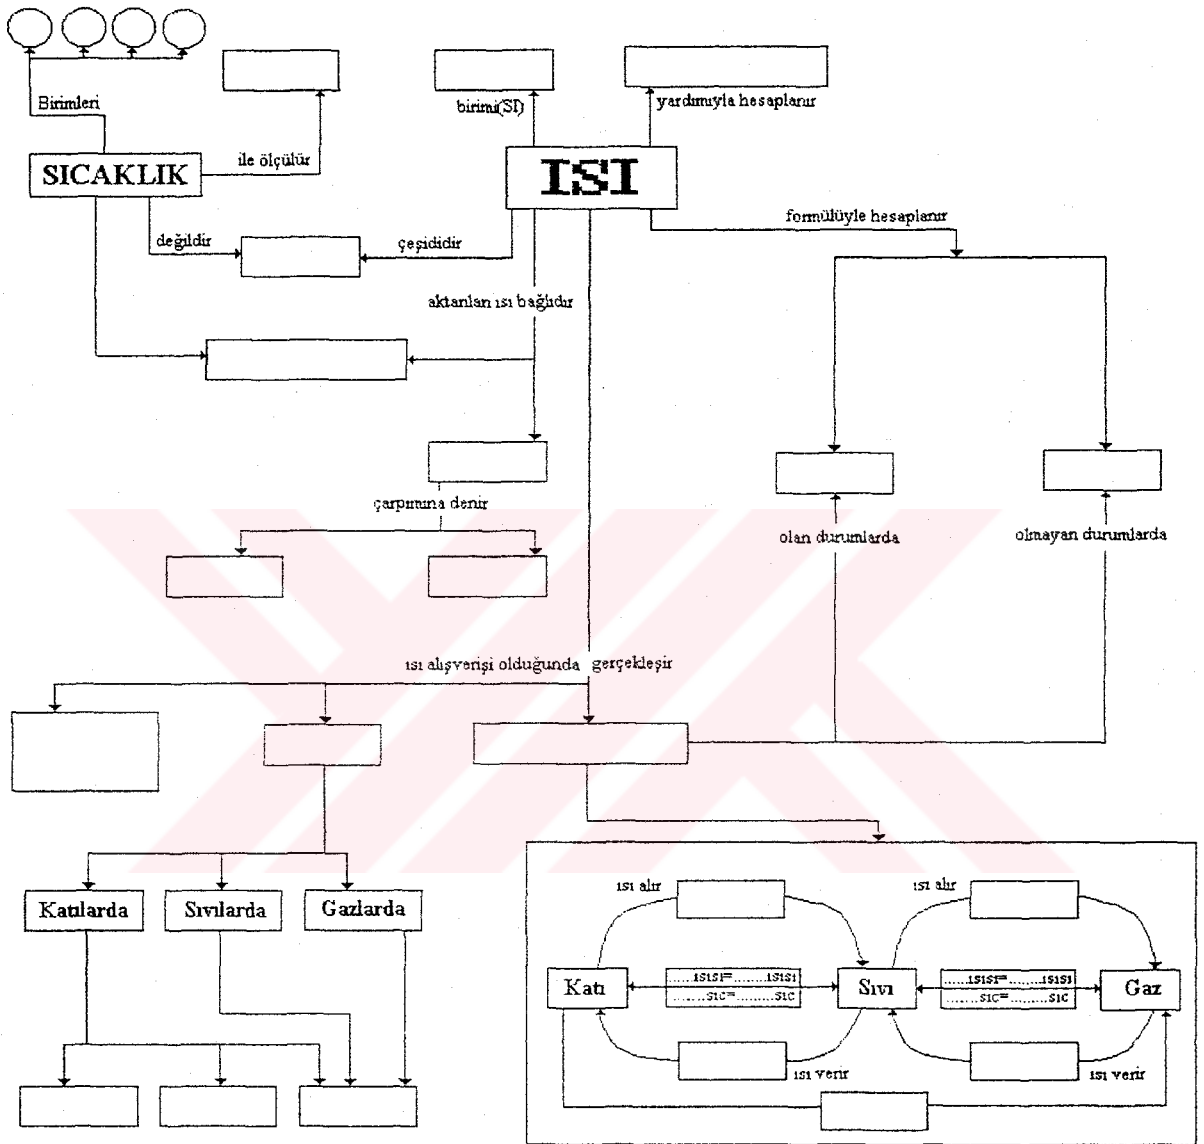 Birimleri
birimi(SI)
yardımıyla hesaplanır
ile ölçülür
SICAKLIK
ISI
formülüyle hesaplanır
değildir
çeşididir
aktarılan ısı bağlıdır
çarpımına denir
olan durumlarda
olmayan durumlarda
ısı alışverişi olduğunda gerçekleşir
Katılarda
Sıvılarda
Gazlarda
ısı alır
ısı alır
Katı
......ısısı=........ısısı
........sıc=.........sıc
Sıvı
......ısısı=........ısısı
........sıc=.........sıc
Gaz
ısı verir
ısı verir